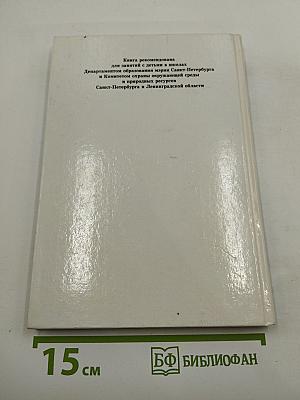 Книга рекомендована
для занятий с детьми в школах
Департаментом образования мэрии Санкт-Петербурга
и Комитетом охраны окружающей среды
и природных ресурсов
Санкт-Петербурга и Ленинградской области
15 см
БФ БИБЛИОФАН